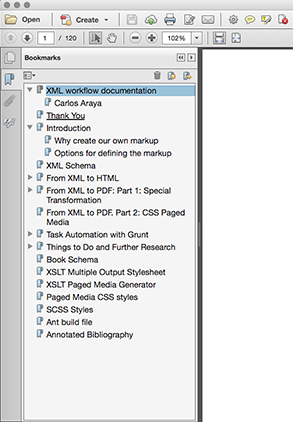 Open
Create
1
/ 120
102%
Bookmarks
XML workflow documentation
Carlos Araya
Thank You
Introduction
Why create our own markup
Options for defining the markup
XML Schema
From XML to HTML
From XML to PDF: Part 1: Special
Transformation
From XML to PDF. Part 2: CSS Paged
Media
Task Automation with Grunt
Things to Do and Further Research
Book Schema
XSLT Multiple Output Stylesheet
XSLT Paged Media Generator
Paged Media CSS styles
SCSS Styles
Ant build file
Annotated Bibliography